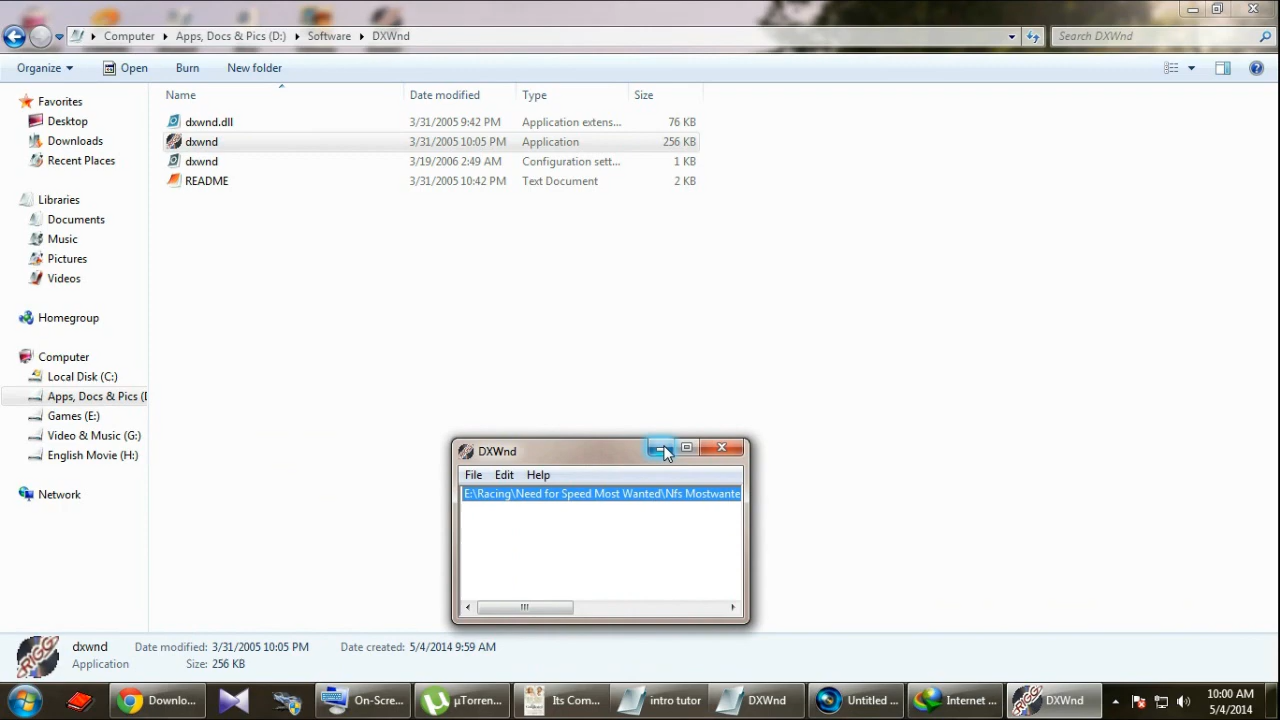 Computer Apps, Docs & Pics (D:) Software DXWnd
Search DXWnd
Organize Open Burn New folder
Name Date modified Type Size
Favorites
Desktop
Downloads
Recent Places
Libraries
Documents
Music
Pictures
Videos
Homegroup
Computer
Local Disk (C:)
Apps, Docs & Pics (D
Games (E:)
Video & Music (G:)
English Movie (H:)
Network
dxwnd.dll 3/31/2005 9:42 PM Application extens... 76 KB
dxwnd 3/31/2005 10:05 PM Application 256 KB
dxwnd 3/19/2006 2:49 AM Configuration sett... 1 KB
README 3/31/2005 10:42 PM Text Document 2 KB
DXWnd
File Edit Help
E:\Racing\Need for Speed Most Wanted\Nfs Mostwante
RIGG
dxwnd Date modified: 3/31/2005 10:05 PM Date created: 5/4/2014 9:59 AM
Application Size: 256 KB
Downlo... On-Scre... µTorren... Its Com... intro tutor DXWnd Untitled ... Internet ... DXWnd
10:00 AM
5/4/2014